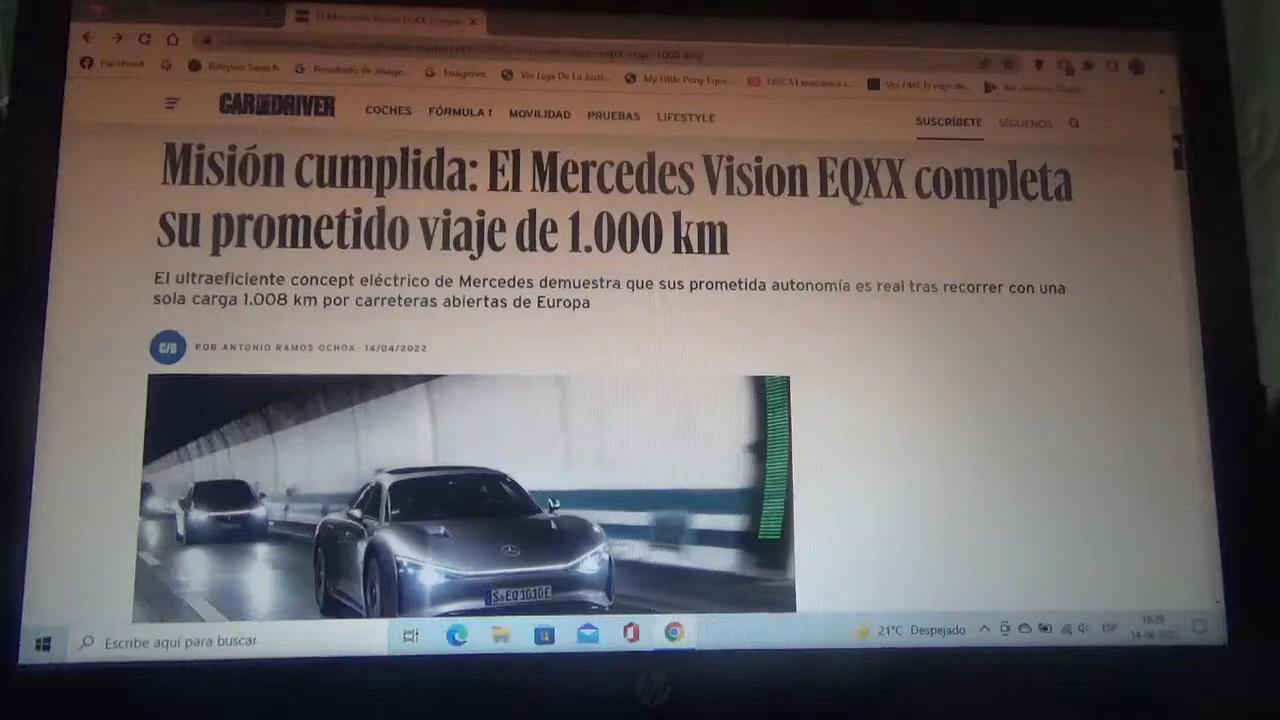 Facebook
CAR AND DRIVER
COCHES FÓRMULA 1 MOVILIDAD PRUEBAS LIFESTYLE
SUSCRÍBETE SÍGUENOS
Misión cumplida: El Mercedes Vision EQXX completa
su prometido viaje de 1.000 km
El ultraeficiente concept eléctrico de Mercedes demuestra que sus prometida autonomía es real tras recorrer con una
sola carga 1.008 km por carreteras abiertas de Europa
C/D POR ANTONIO RAMOS OCHOA 14/04/2022
Escribe aquí para buscar
21°C Despejado
ESP
hp